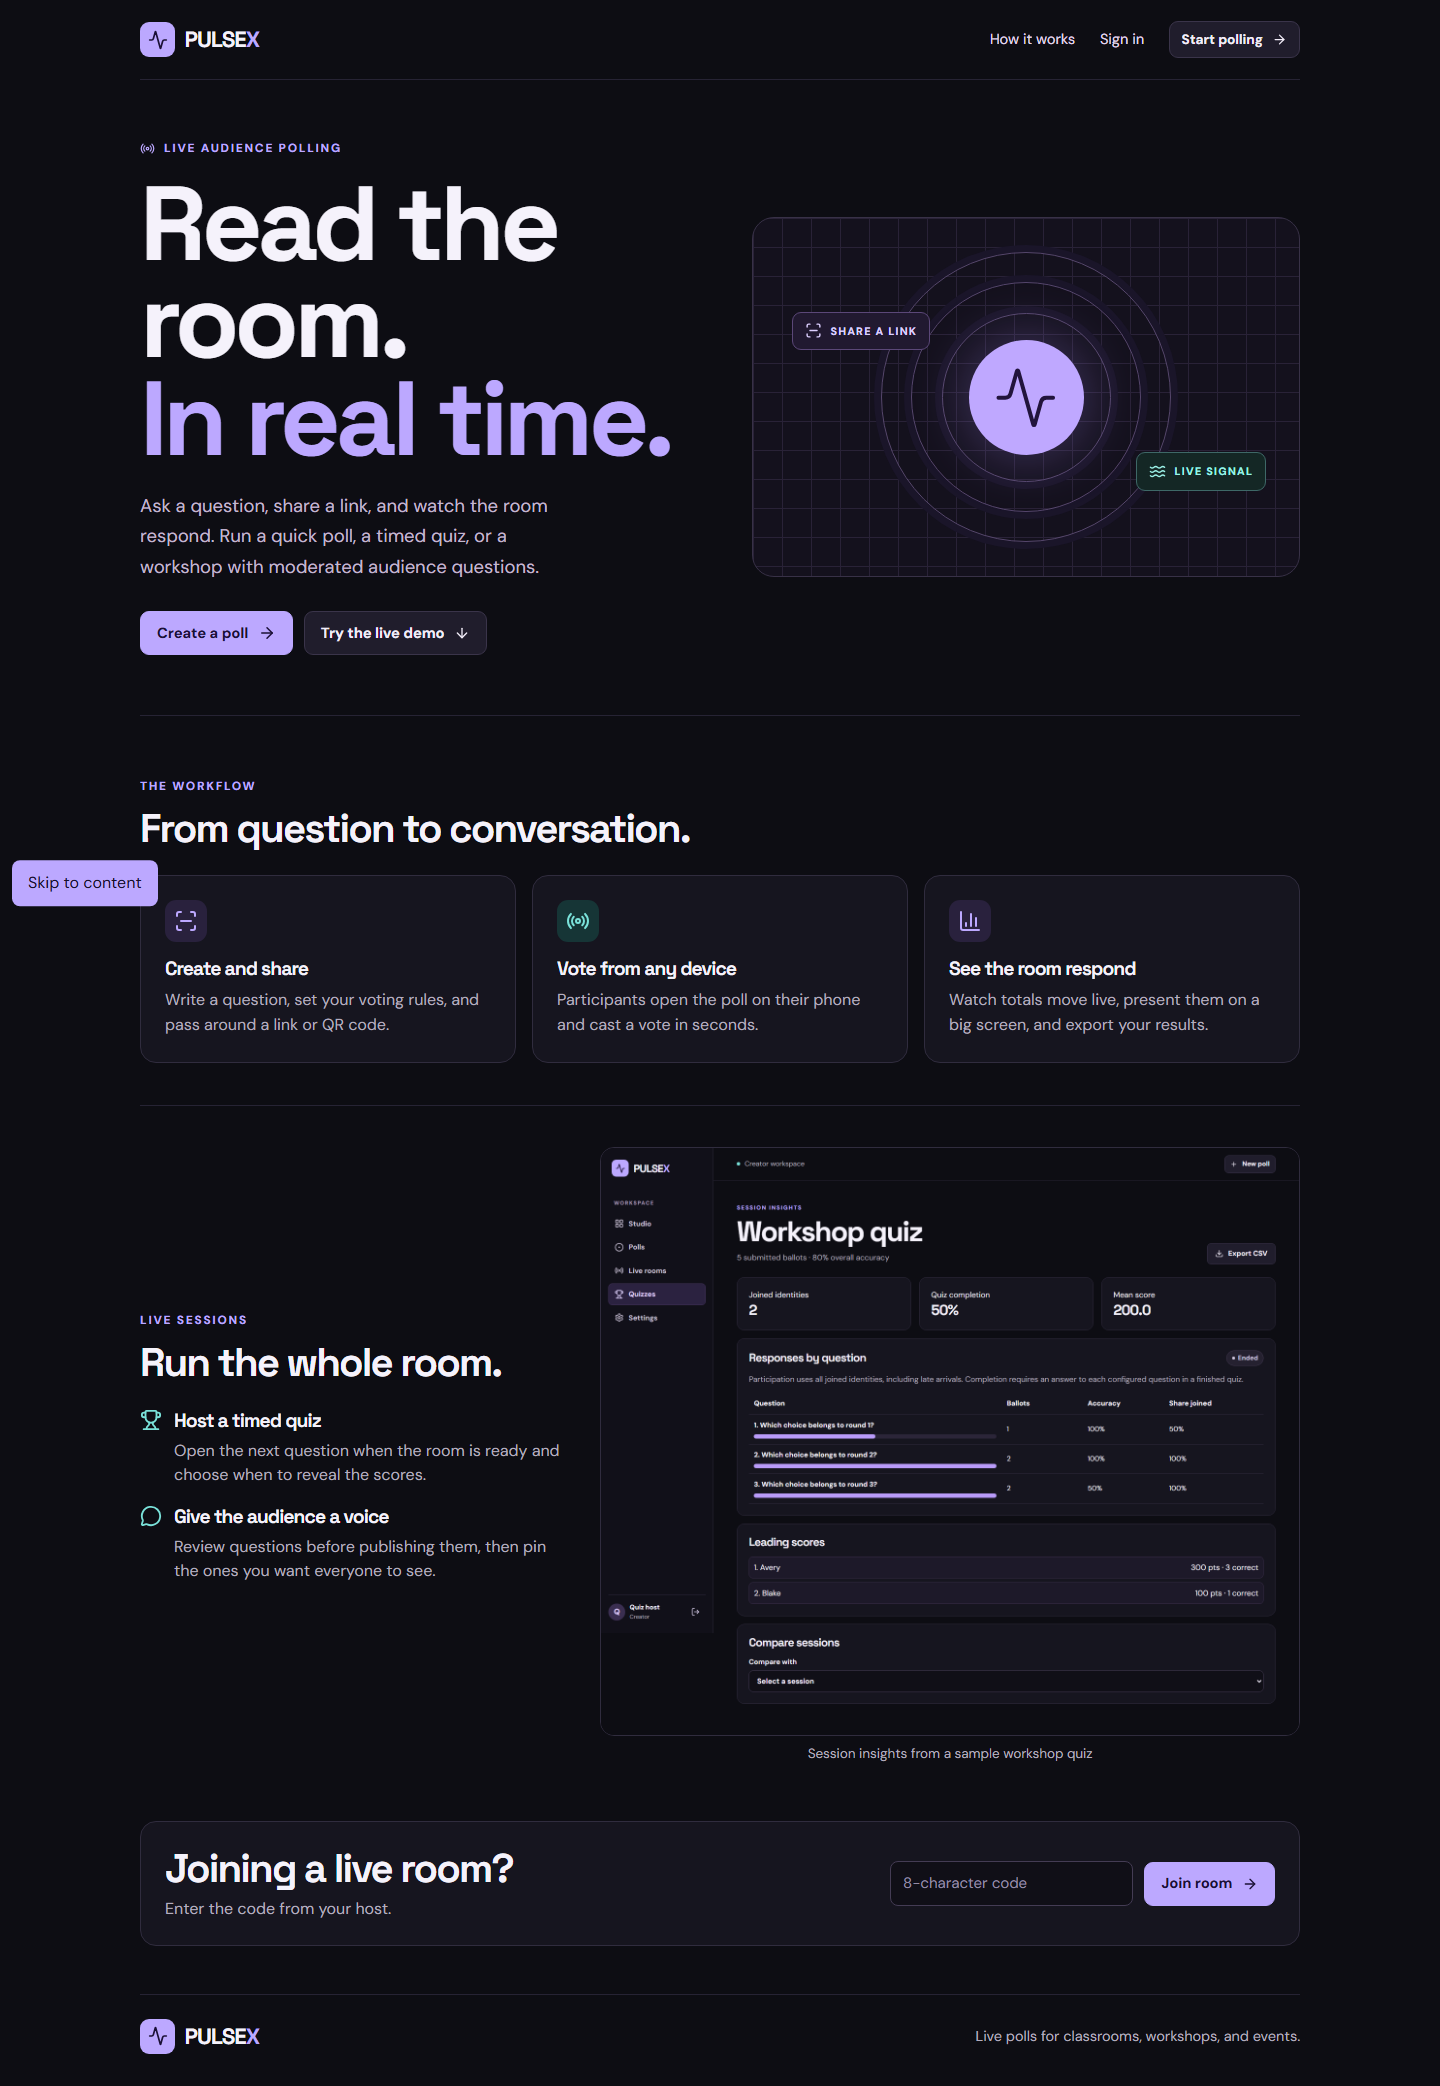 PULSEX
How it works
Sign in
Start polling
LIVE AUDIENCE POLLING
Read the
room.
In real time.
Ask a question, share a link, and watch the room
respond. Run a quick poll, a timed quiz, or a
workshop with moderated audience questions.
Create a poll
Try the live demo
SHARE A LINK
LIVE SIGNAL
THE WORKFLOW
From question to conversation.
Skip to content
Create and share
Write a question, set your voting rules, and
pass around a link or QR code.
Vote from any device
Participants open the poll on their phone
and cast a vote in seconds.
See the room respond
Watch totals move live, present them on a
big screen, and export your results.
LIVE SESSIONS
Run the whole room.
Host a timed quiz
Open the next question when the room is ready and
choose when to reveal the scores.
Give the audience a voice
Review questions before publishing them, then pin
the ones you want everyone to see.
PULSEX
WORKSPACE
Studio
Polls
Live rooms
Quizzes
Settings
Q
Quiz host
Creator
Creator workspace
New poll
SESSION INSIGHTS
Workshop quiz
5 submitted ballots · 80% overall accuracy
Export CSV
Joined identities
2
Quiz completion
50%
Mean score
200.0
Responses by question
Ended
Participation uses all joined identities, including late arrivals. Completion requires an answer to each configured question in a finished quiz.
Question Ballots Accuracy Share joined
1. Which choice belongs to round 1? 1 100% 50%
2. Which choice belongs to round 2? 2 100% 100%
3. Which choice belongs to round 3? 2 50% 100%
Leading scores
1. Avery 300 pts · 3 correct
2. Blake 100 pts · 1 correct
Compare sessions
Compare with
Select a session
Session insights from a sample workshop quiz
Joining a live room?
Enter the code from your host.
8-character code
Join room
PULSEX
Live polls for classrooms, workshops, and events.